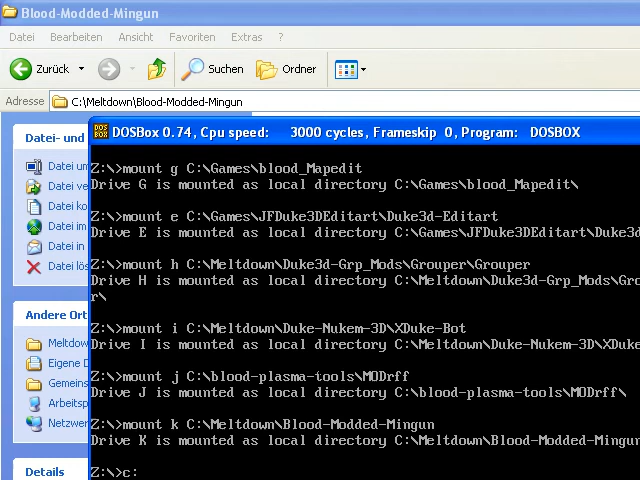 Blood-Modded-Mingun
Datei Bearbeiten Ansicht Favoriten Extras ?
Zurück Suchen Ordner
Adresse C:\Meltdown\Blood-Modded-Mingun
Datei- und
Datei um
Datei ve
Datei ko
Datei im
Datei in
Datei lös
Andere Ort
Meltdow
Eigene D
Gemeins
Arbeitsp
Netzwer
Details
DOSBox 0.74, Cpu speed: 3000 cycles, Frameskip 0, Program: DOSBOX
Z:\>mount g C:\Games\blood_Mapedit
Drive G is mounted as local directory C:\Games\blood_Mapedit\
Z:\>mount e C:\Games\JFDuke3DEditart\Duke3d-Editart
Drive E is mounted as local directory C:\Games\JFDuke3DEditart\Duke3d
Z:\>mount h C:\Meltdown\Duke3d-Grp_Mods\Grouper\Grouper
Drive H is mounted as local directory C:\Meltdown\Duke3d-Grp_Mods\Gro
r\
Z:\>mount i C:\Meltdown\Duke-Nukem-3D\XDuke-Bot
Drive I is mounted as local directory C:\Meltdown\Duke-Nukem-3D\XDuke
Z:\>mount j C:\blood-plasma-tools\MODrff
Drive J is mounted as local directory C:\blood-plasma-tools\MODrff\
Z:\>mount k C:\Meltdown\Blood-Modded-Mingun
Drive K is mounted as local directory C:\Meltdown\Blood-Modded-Mingun
Z:\>c: